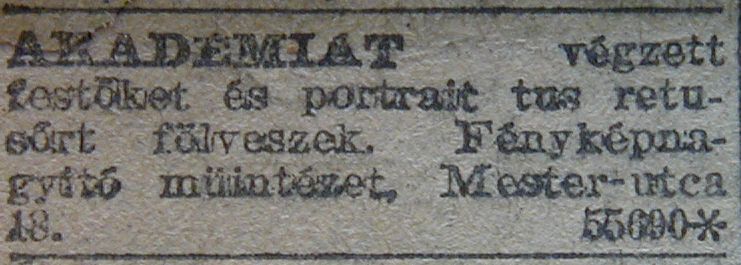 AKADÉMIÁT végzett
festőket és portrait tus retu-
sőrt fölveszek. Fényképna-
gyító műintézet, Mester-utca
18. 55690*